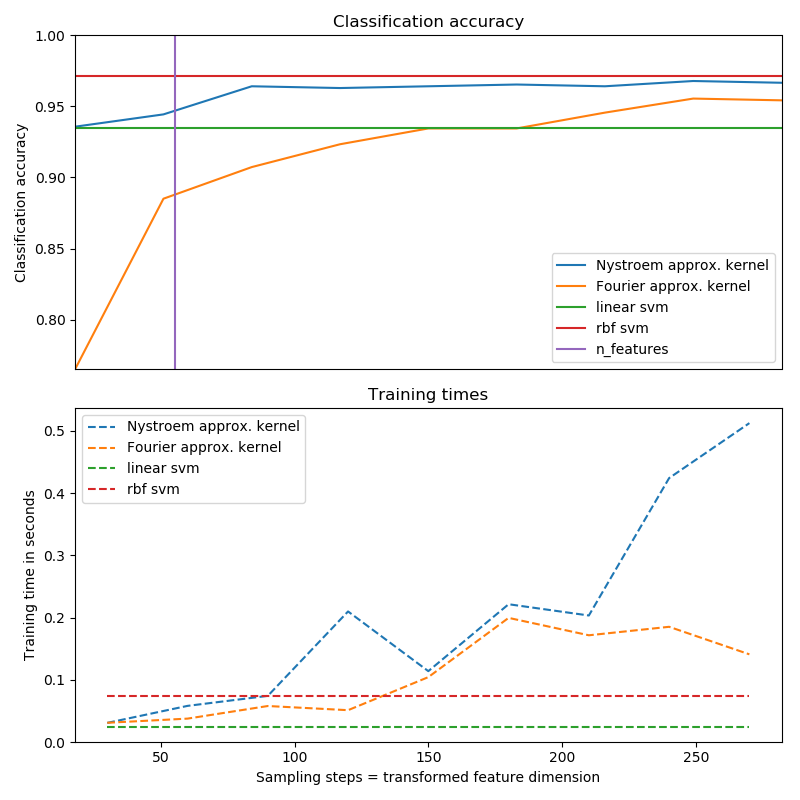 Classification accuracy
1.00
0.95
0.90
0.85
0.80
Classification accuracy
Nystroem approx. kernel
Fourier approx. kernel
linear svm
rbf svm
n_features
Training times
0.5
0.4
0.3
0.2
0.1
0.0
Training time in seconds
Nystroem approx. kernel
Fourier approx. kernel
linear svm
rbf svm
50
100
150
200
250
Sampling steps = transformed feature dimension